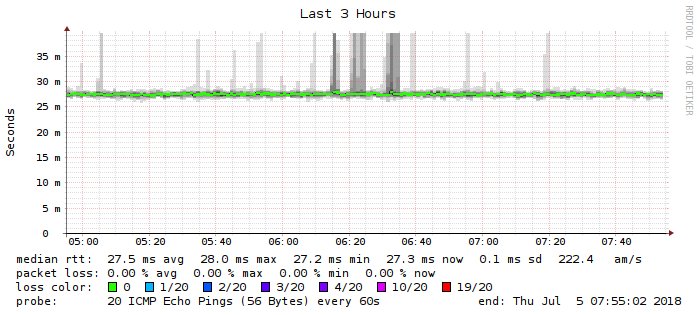 Last 3 Hours
RRDTOOL / TOBI OETIKER
Seconds
35 m
30 m
25 m
20 m
15 m
10 m
5 m
0
05:00 05:20 05:40 06:00 06:20 06:40 07:00 07:20 07:40
median rtt: 27.5 ms avg 28.0 ms max 27.2 ms min 27.3 ms now 0.1 ms sd 222.4 am/s
packet loss: 0.00 % avg 0.00 % max 0.00 % min 0.00 % now
loss color: 0 1/20 2/20 3/20 4/20 10/20 19/20
probe: 20 ICMP Echo Pings (56 Bytes) every 60s end: Thu Jul 5 07:55:02 2018